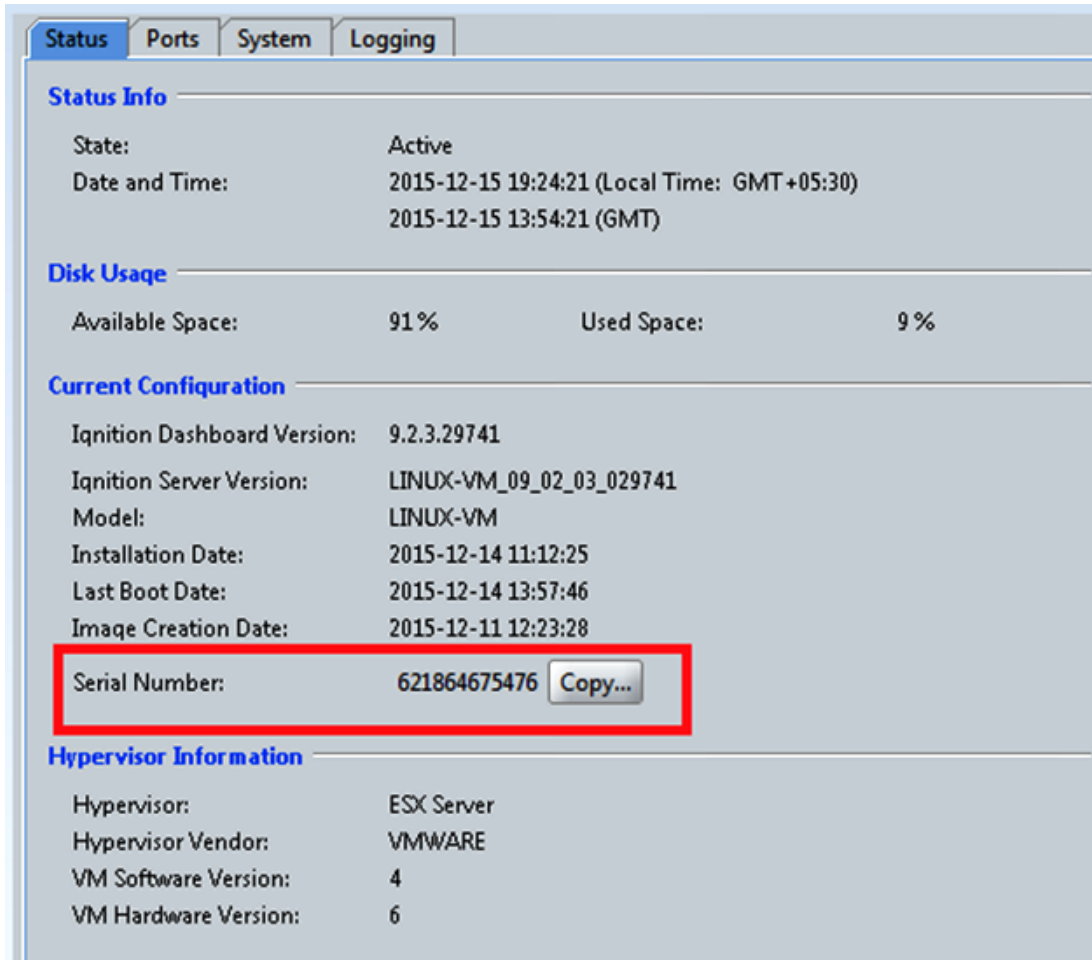 Status Ports System Logging
Status Info
State: Active
Date and Time: 2015-12-15 19:24:21 (Local Time: GMT+05:30)
2015-12-15 13:54:21 (GMT)
Disk Usage
Available Space: 91% Used Space: 9%
Current Configuration
Ignition Dashboard Version: 9.2.3.29741
Ignition Server Version: LINUX-VM_09_02_03_029741
Model: LINUX-VM
Installation Date: 2015-12-14 11:12:25
Last Boot Date: 2015-12-14 13:57:46
Image Creation Date: 2015-12-11 12:23:28
Serial Number: 621864675476 Copy...
Hypervisor Information
Hypervisor: ESX Server
Hypervisor Vendor: VMWARE
VM Software Version: 4
VM Hardware Version: 6